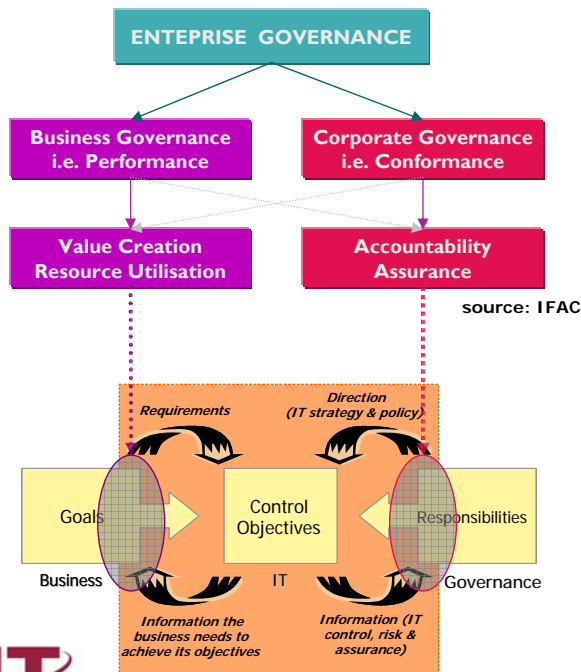 ENTEPRISE GOVERNANCE
Business Governance
i.e. Performance
Corporate Governance
i.e. Conformance
Value Creation
Resource Utilisation
Accountability
Assurance
source: IFAC
Requirements
Direction
(IT strategy & policy)
Goals
Control
Objectives
Responsibilities
Business
IT
Governance
Information the
business needs to
achieve its objectives
Information (IT
control, risk &
assurance)